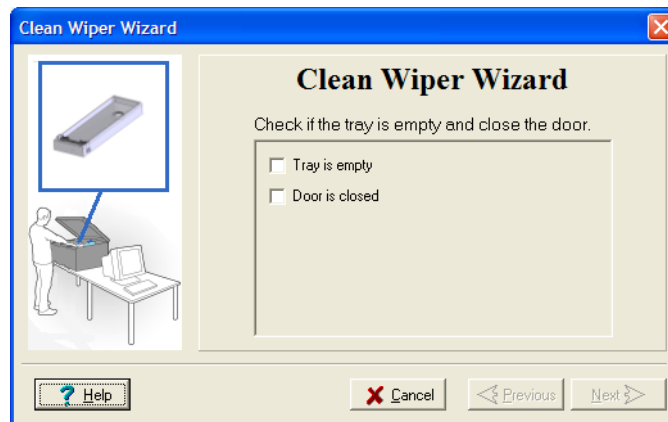 Clean Wiper Wizard
Clean Wiper Wizard
Check if the tray is empty and close the door.
Tray is empty
Door is closed
Help
Cancel
Previous
Next